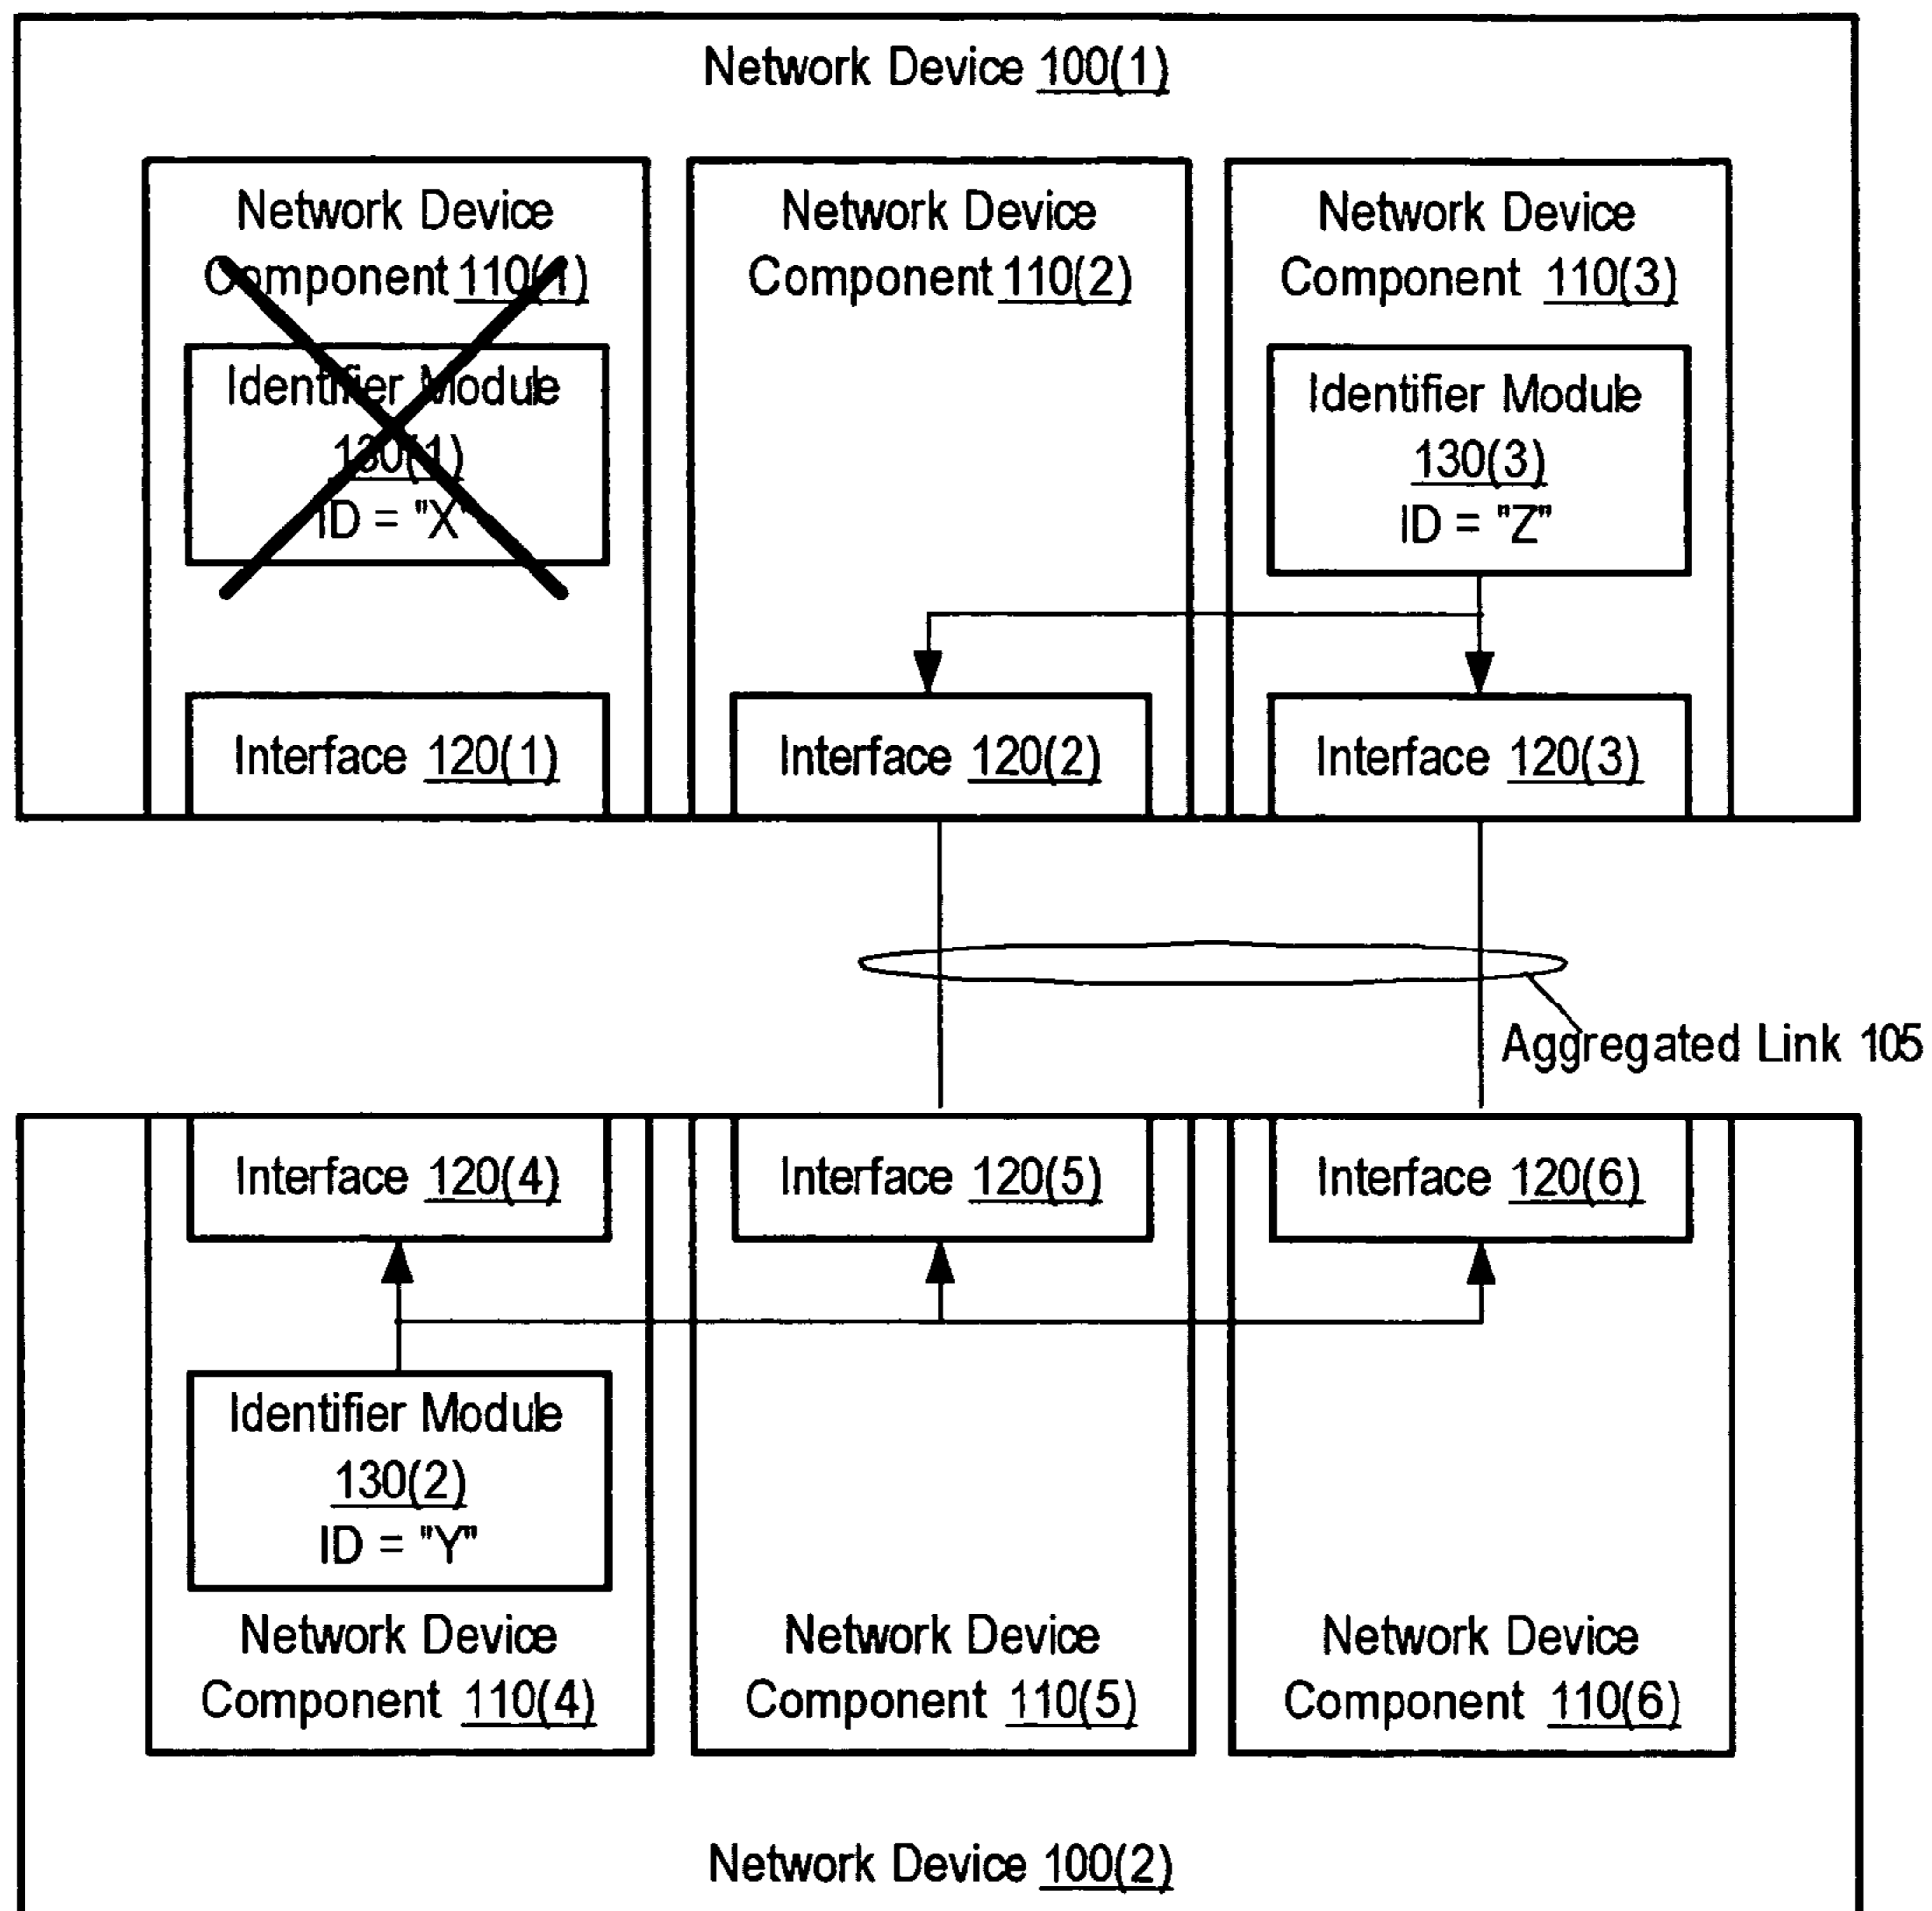 Network Device 100(1)
Network Device
Component 110(1)
Identifier Module
130(1)
ID = "X"
Interface 120(1)
Network Device
Component 110(2)
Interface 120(2)
Network Device
Component 110(3)
Identifier Module
130(3)
ID = "Z"
Interface 120(3)
Aggregated Link 105
Interface 120(4)
Identifier Module
130(2)
ID = "Y"
Network Device
Component 110(4)
Interface 120(5)
Network Device
Component 110(5)
Interface 120(6)
Network Device
Component 110(6)
Network Device 100(2)